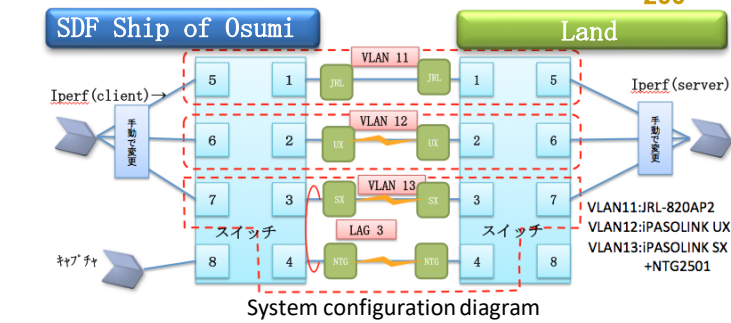 SDF Ship of Osumi
Land
VLAN 11
5
1
JRL
JRL
1
5
Iperf(client)→
Iperf(server)
手動で変更
手動で変更
VLAN 12
6
2
UX
UX
2
6
VLAN 13
7
3
SX
SX
3
7
VLAN11:JRL-820AP2
VLAN12:iPASOLINK UX
VLAN13:iPASOLINK SX
+NTG2501
スイッチ
LAG 3
スイッチ
ｷｬﾌﾟﾁｬ
8
4
NTG
NTG
4
8
System configuration diagram